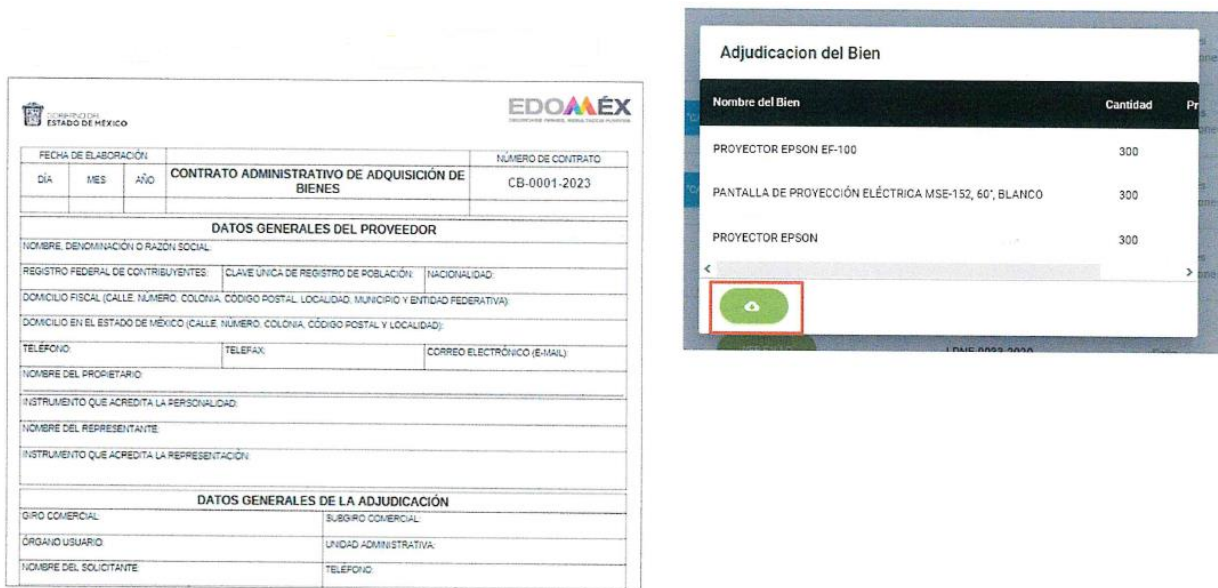 GOBIERNO DEL
ESTADO DE MÉXICO
EDOMÉX
DECISIONES FIRMES, RESULTADOS FUERTES.
FECHA DE ELABORACIÓN
NÚMERO DE CONTRATO
DÍA MES AÑO
CONTRATO ADMINISTRATIVO DE ADQUISICIÓN DE
BIENES
CB-0001-2023
DATOS GENERALES DEL PROVEEDOR
NOMBRE, DENOMINACIÓN O RAZÓN SOCIAL:
REGISTRO FEDERAL DE CONTRIBUYENTES: CLAVE ÚNICA DE REGISTRO DE POBLACIÓN: NACIONALIDAD:
DOMICILIO FISCAL (CALLE, NÚMERO, COLONIA, CÓDIGO POSTAL, LOCALIDAD, MUNICIPIO Y ENTIDAD FEDERATIVA):
DOMICILIO EN EL ESTADO DE MÉXICO (CALLE, NÚMERO, COLONIA, CÓDIGO POSTAL Y LOCALIDAD):
TELÉFONO: TELEFAX: CORREO ELECTRÓNICO (E-MAIL):
NOMBRE DEL PROPIETARIO:
INSTRUMENTO QUE ACREDITA LA PERSONALIDAD:
NOMBRE DEL REPRESENTANTE:
INSTRUMENTO QUE ACREDITA LA REPRESENTACIÓN:
DATOS GENERALES DE LA ADJUDICACIÓN
GIRO COMERCIAL: SUBGIRO COMERCIAL:
ÓRGANO USUARIO: UNIDAD ADMINISTRATIVA:
NOMBRE DEL SOLICITANTE: TELÉFONO:
Adjudicacion del Bien
Nombre del Bien Cantidad Pr
PROYECTOR EPSON EF-100 300
PANTALLA DE PROYECCIÓN ELÉCTRICA MSE-152, 60", BLANCO 300
PROYECTOR EPSON 300